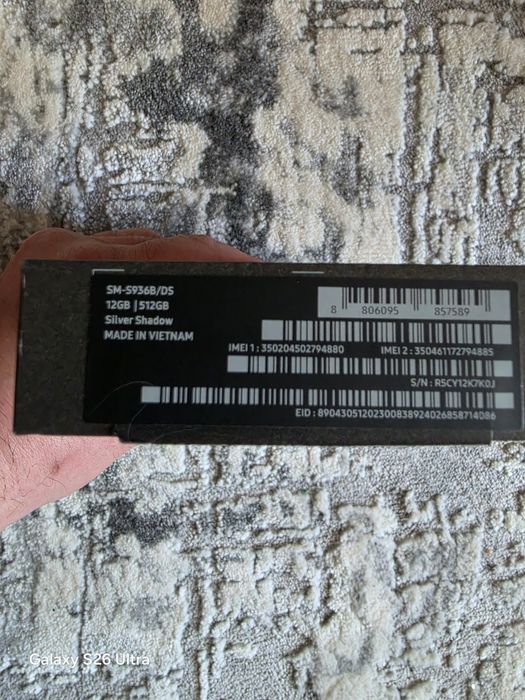 SM-S936B/DS
12GB | 512GB
Silver Shadow
MADE IN VIETNAM
8 806095 857589
IMEI 1 : 350204502794880 IMEI 2 : 350461172794885
S/N : R5CY12K7K0J
EID : 89043051202300838924026858714086
Galaxy S26 Ultra